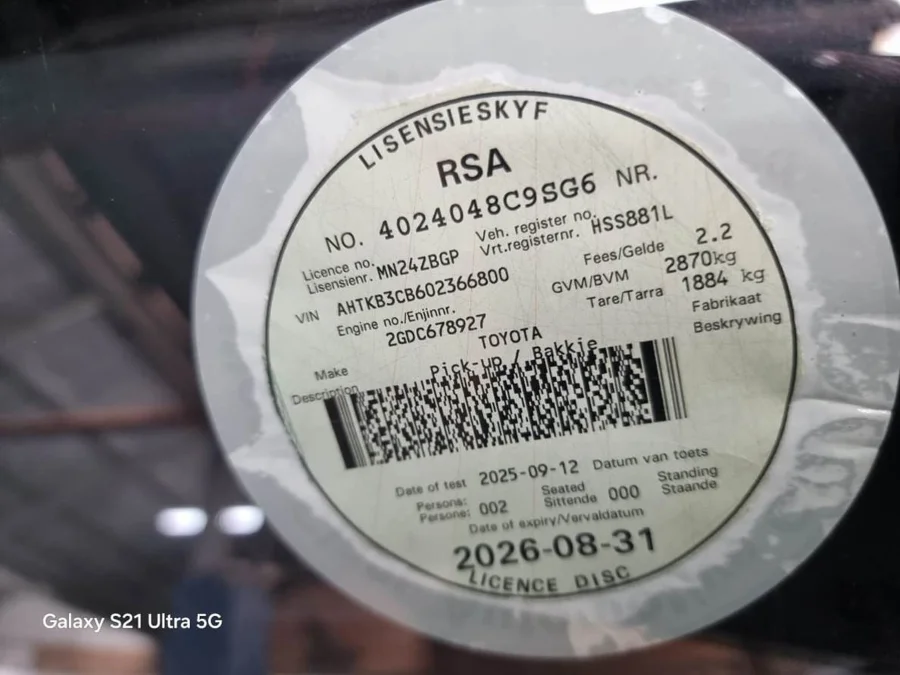 LISENSIESKYF
RSA
NO. 4024048C9SG6 NR.
Licence no. Veh. register no.
Lisensienr. MN24ZBGP Vrt.registernr. HSS881L
VIN AHTKB3CB602366800 Fees/Gelde 2.2
Engine no./Enjinnr. GVM/BVM 2870kg
2GDC678927 Tare/Tarra 1884 kg
Make TOYOTA Fabrikaat
Description Pick-up / Bakkie Beskrywing
Date of test 2025-09-12 Datum van toets
Persons: Seated Standing
Persone: 002 Sittende 000 Staande
Date of expiry/Vervaldatum
2026-08-31
LICENCE DISC
Galaxy S21 Ultra 5G